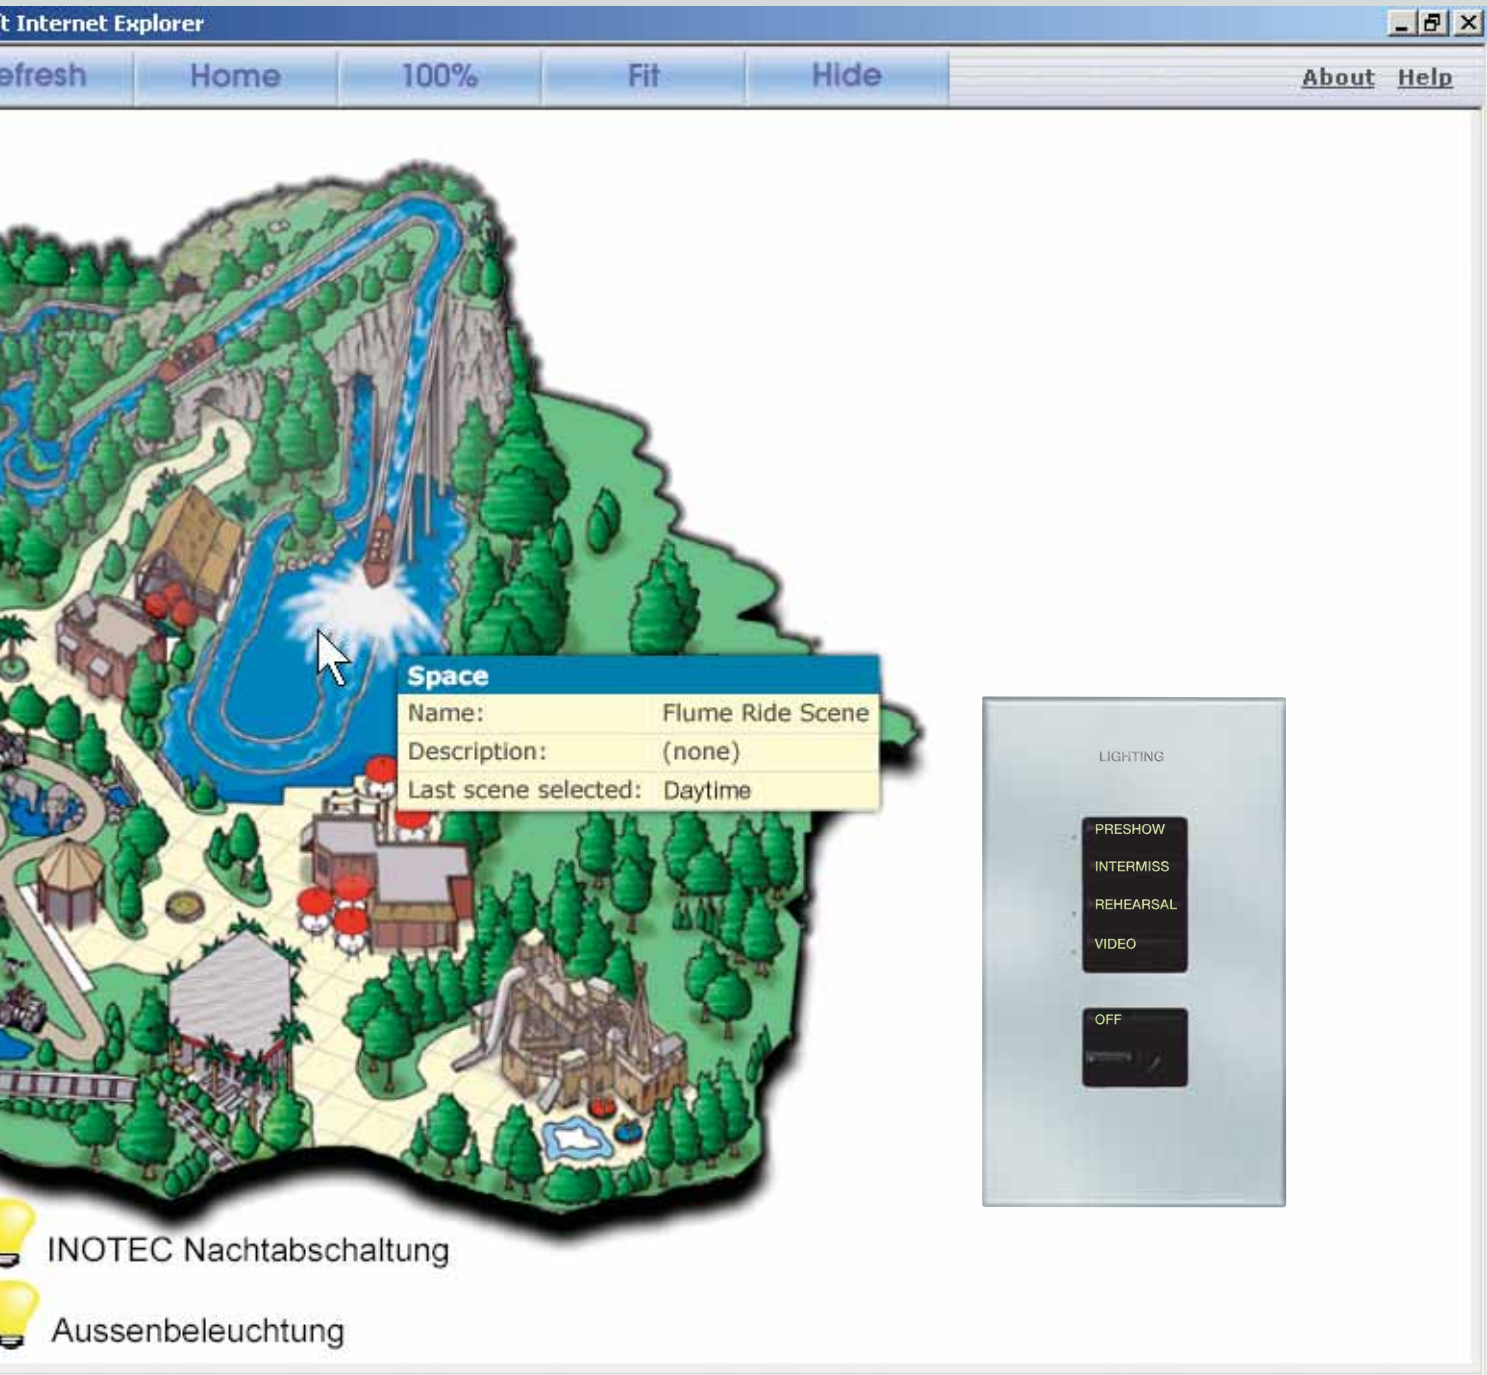 t Internet Explorer
efresh Home 100% Fit Hide About Help
Space
Name: Flume Ride Scene
Description: (none)
Last scene selected: Daytime
LIGHTING
PRESHOW
INTERMISS
REHEARSAL
VIDEO
OFF
INOTEC Nachtabschaltung
Aussenbeleuchtung